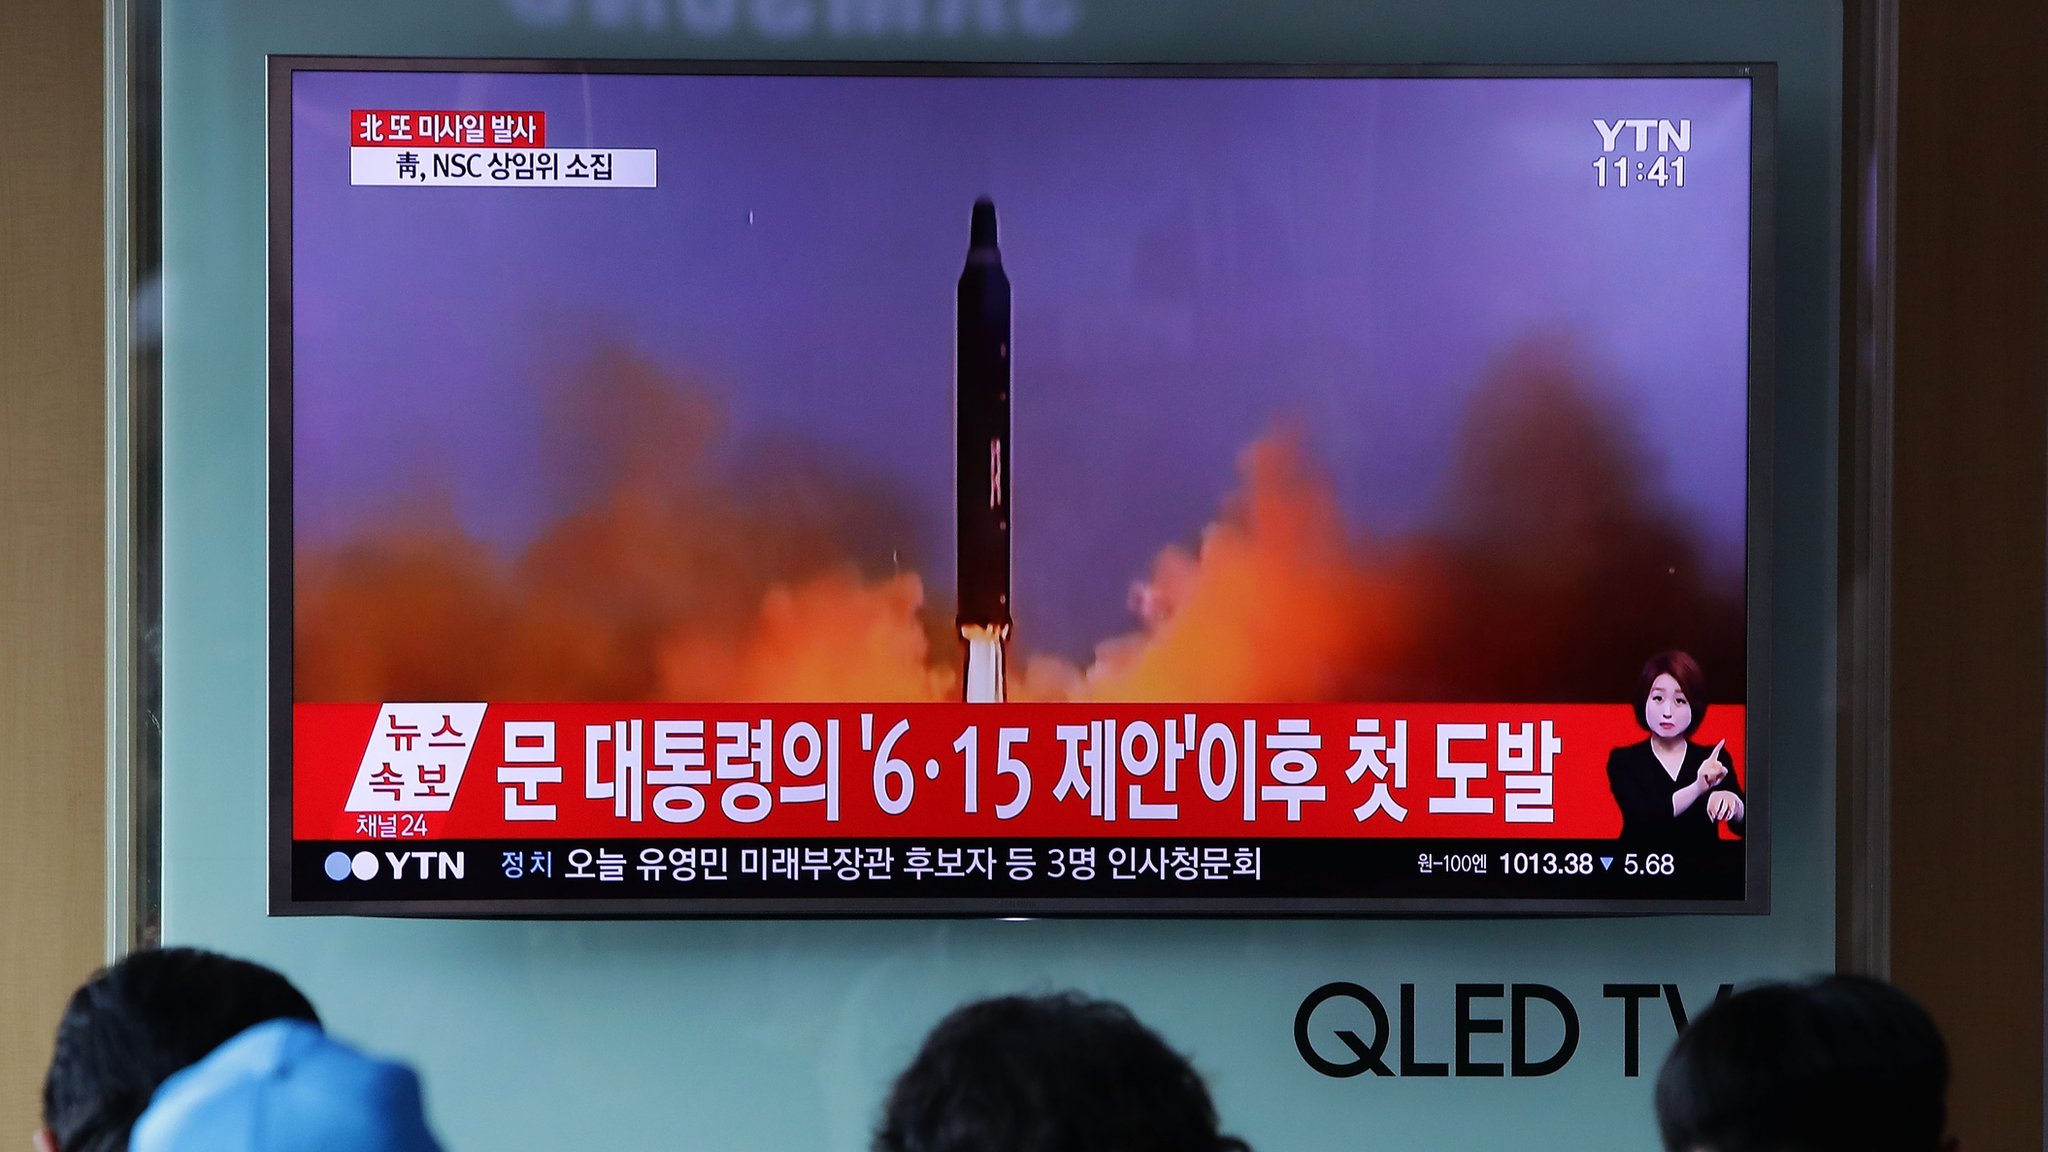 北 또 미사일 발사
靑, NSC 상임위 소집
YTN
11:41
뉴스
속보
문 대통령의 '6·15 제안'이후 첫 도발
채널24
YTN
정치 오늘 유영민 미래부장관 후보자 등 3명 인사청문회
원-100엔 1013.38 ▼ 5.68
QLED TV